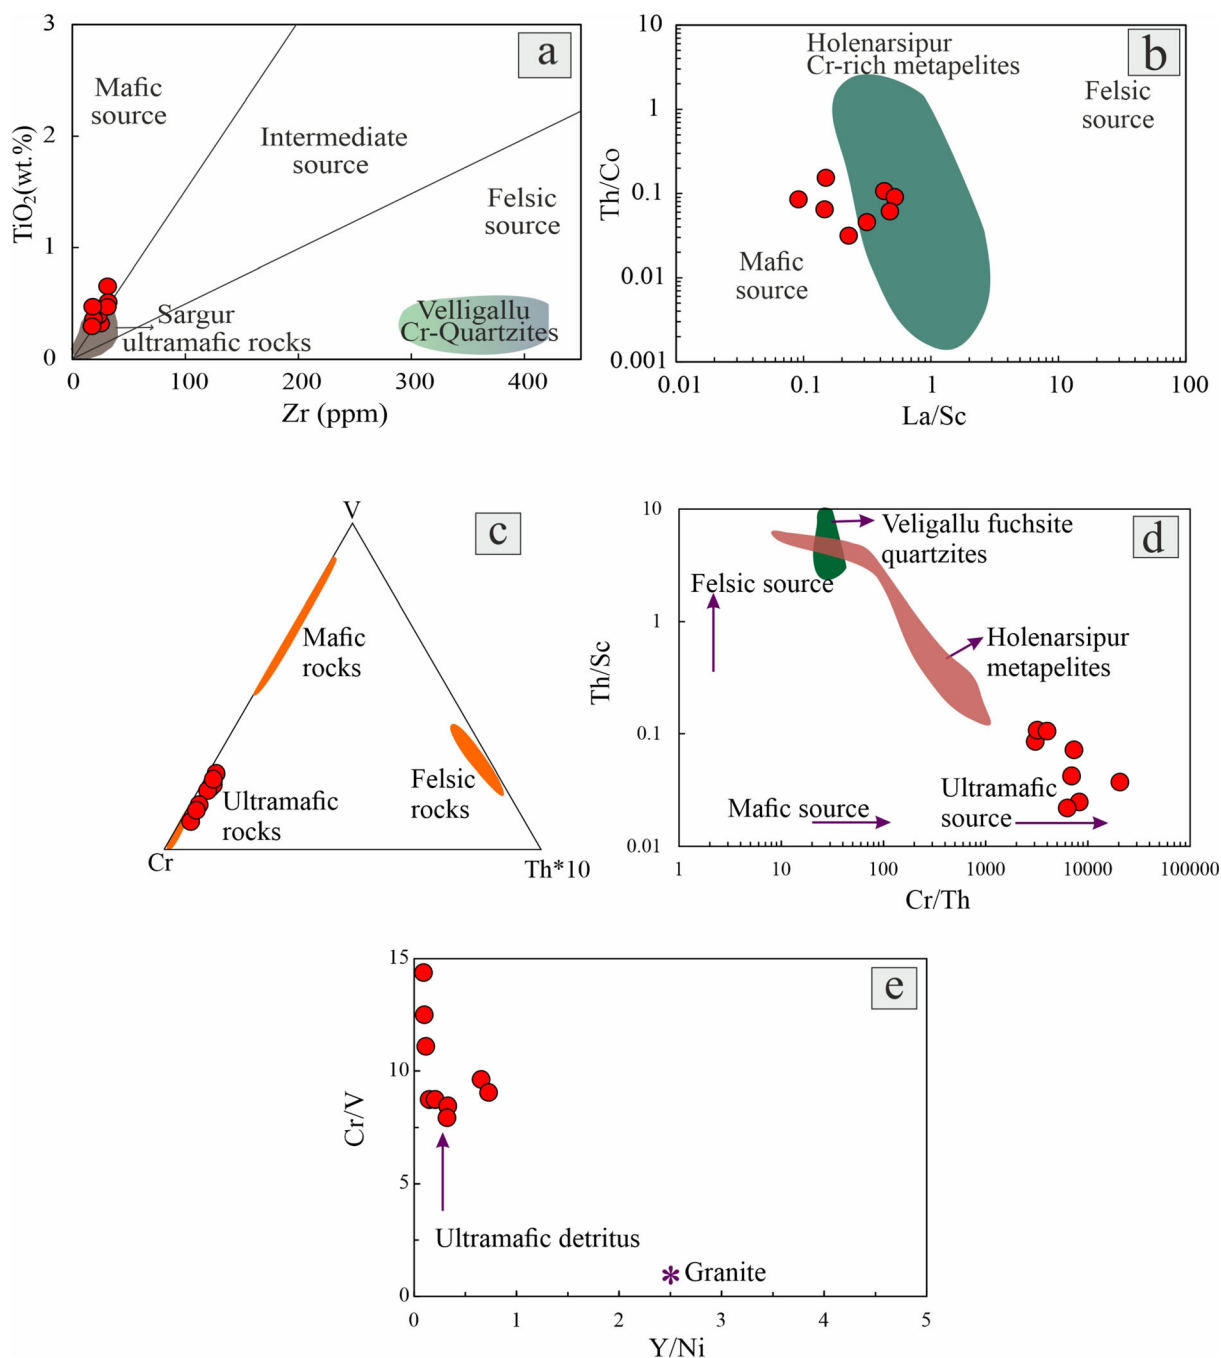 a
3
2
1
0
TiO2(wt.%)
Mafic
source
Intermediate
source
Felsic
source
Sargur
ultramafic rocks
Velligallu
Cr-Quartzites
0
100
200
300
400
Zr (ppm)
b
10
1
0.1
0.01
0.001
Th/Co
Holenarsipur
Cr-rich metapelites
Felsic
source
Mafic
source
0.01
0.1
1
10
100
La/Sc
c
V
Mafic
rocks
Felsic
rocks
Ultramafic
rocks
Cr
Th*10
d
10
1
0.1
0.01
Th/Sc
Veligallu fuchsite
quartzites
Felsic source
Holenarsipur
metapelites
Mafic source
Ultramafic
source
1
10
100
1000
10000
100000
Cr/Th
e
15
10
5
0
Cr/V
Ultramafic detritus
* Granite
0
1
2
3
4
5
Y/Ni